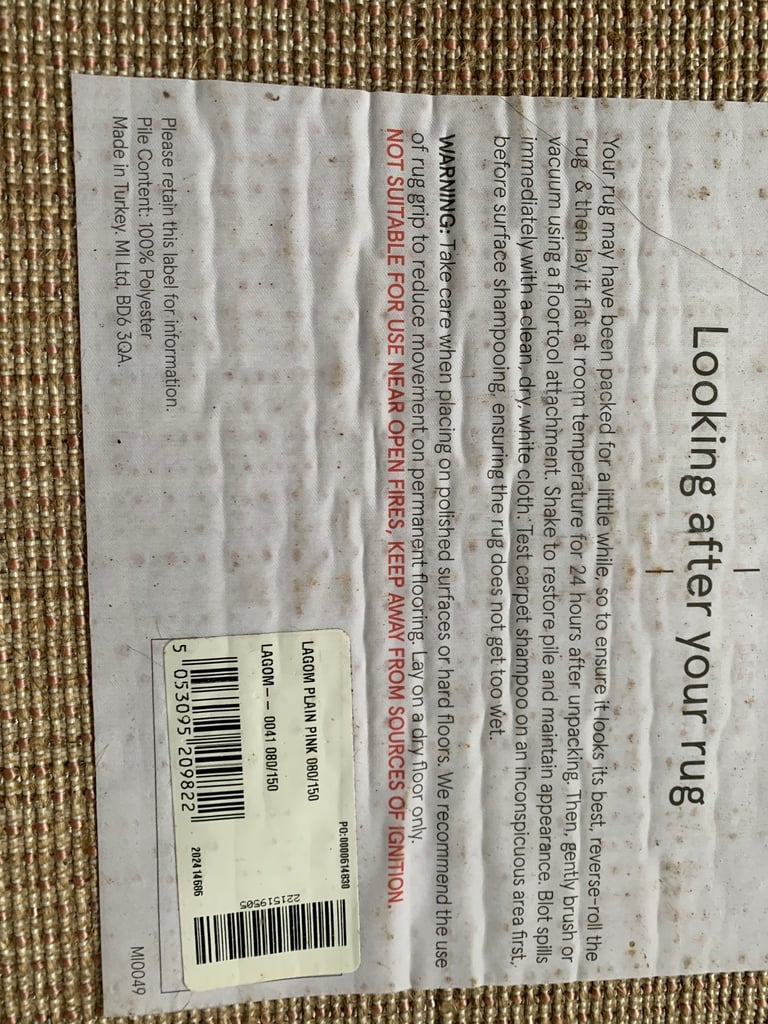 Looking after your rug
Your rug may have been packed for a little while, so to ensure it looks its best, reverse-roll the
rug & then lay it flat at room temperature for 24 hours after unpacking. Then, gently brush or
vacuum using a floortool attachment. Shake to restore pile and maintain appearance. Blot spills
immediately with a clean, dry, white cloth. Test carpet shampoo on an inconspicuous area first,
before surface shampooing, ensuring the rug does not get too wet.
WARNING: Take care when placing on polished surfaces or hard floors. We recommend the use
of rug grip to reduce movement on permanent flooring. Lay on a dry floor only.
NOT SUITABLE FOR USE NEAR OPEN FIRES, KEEP AWAY FROM SOURCES OF IGNITION.
Please retain this label for information.
Pile Content: 100% Polyester
Made in Turkey. MI Ltd, BD6 3QA.
PO:0000614830
LAGOM PLAIN PINK 080/150
221519505
LAGOM-- 0041 080/150
202414686
5 053095 209822
MI0049